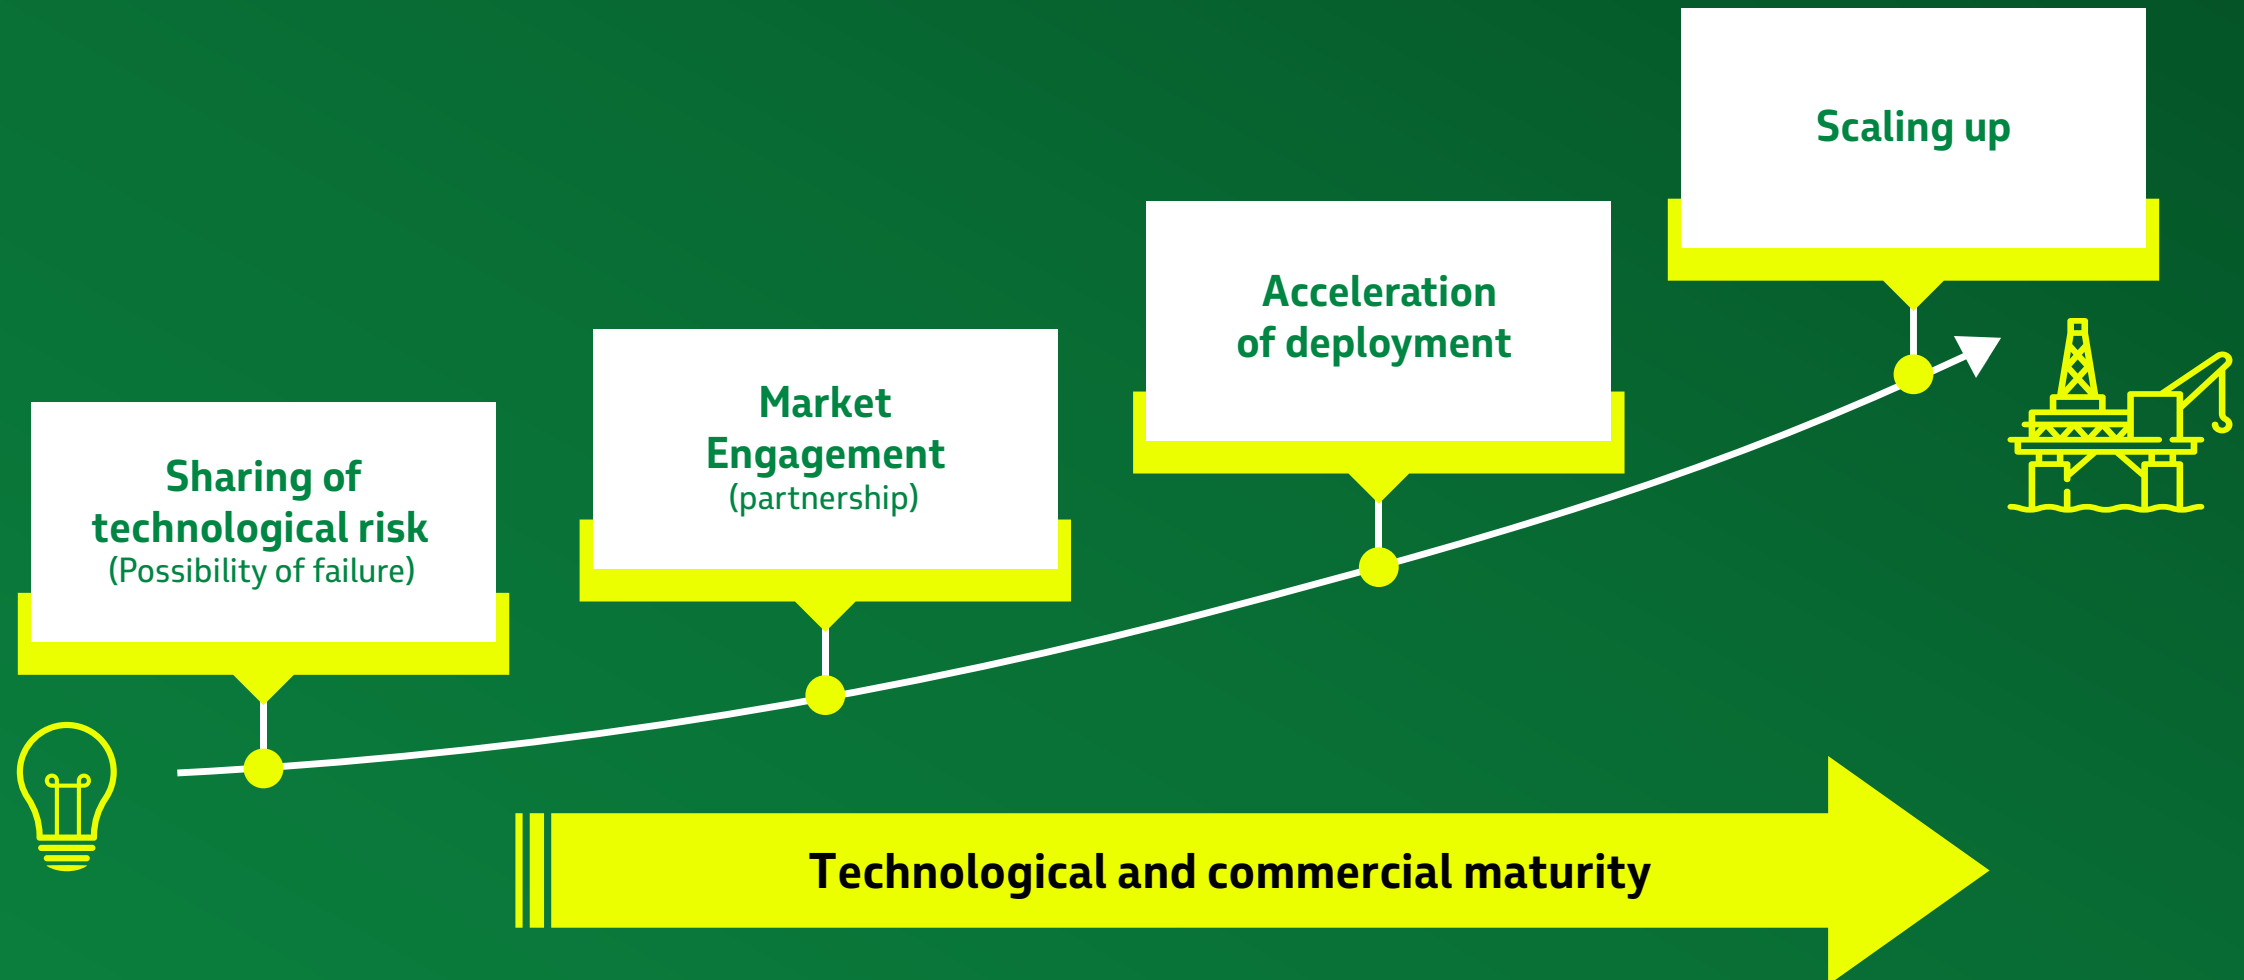 Sharing of
technological risk
(Possibility of failure)
Market
Engagement
(partnership)
Acceleration
of deployment
Scaling up
Technological and commercial maturity